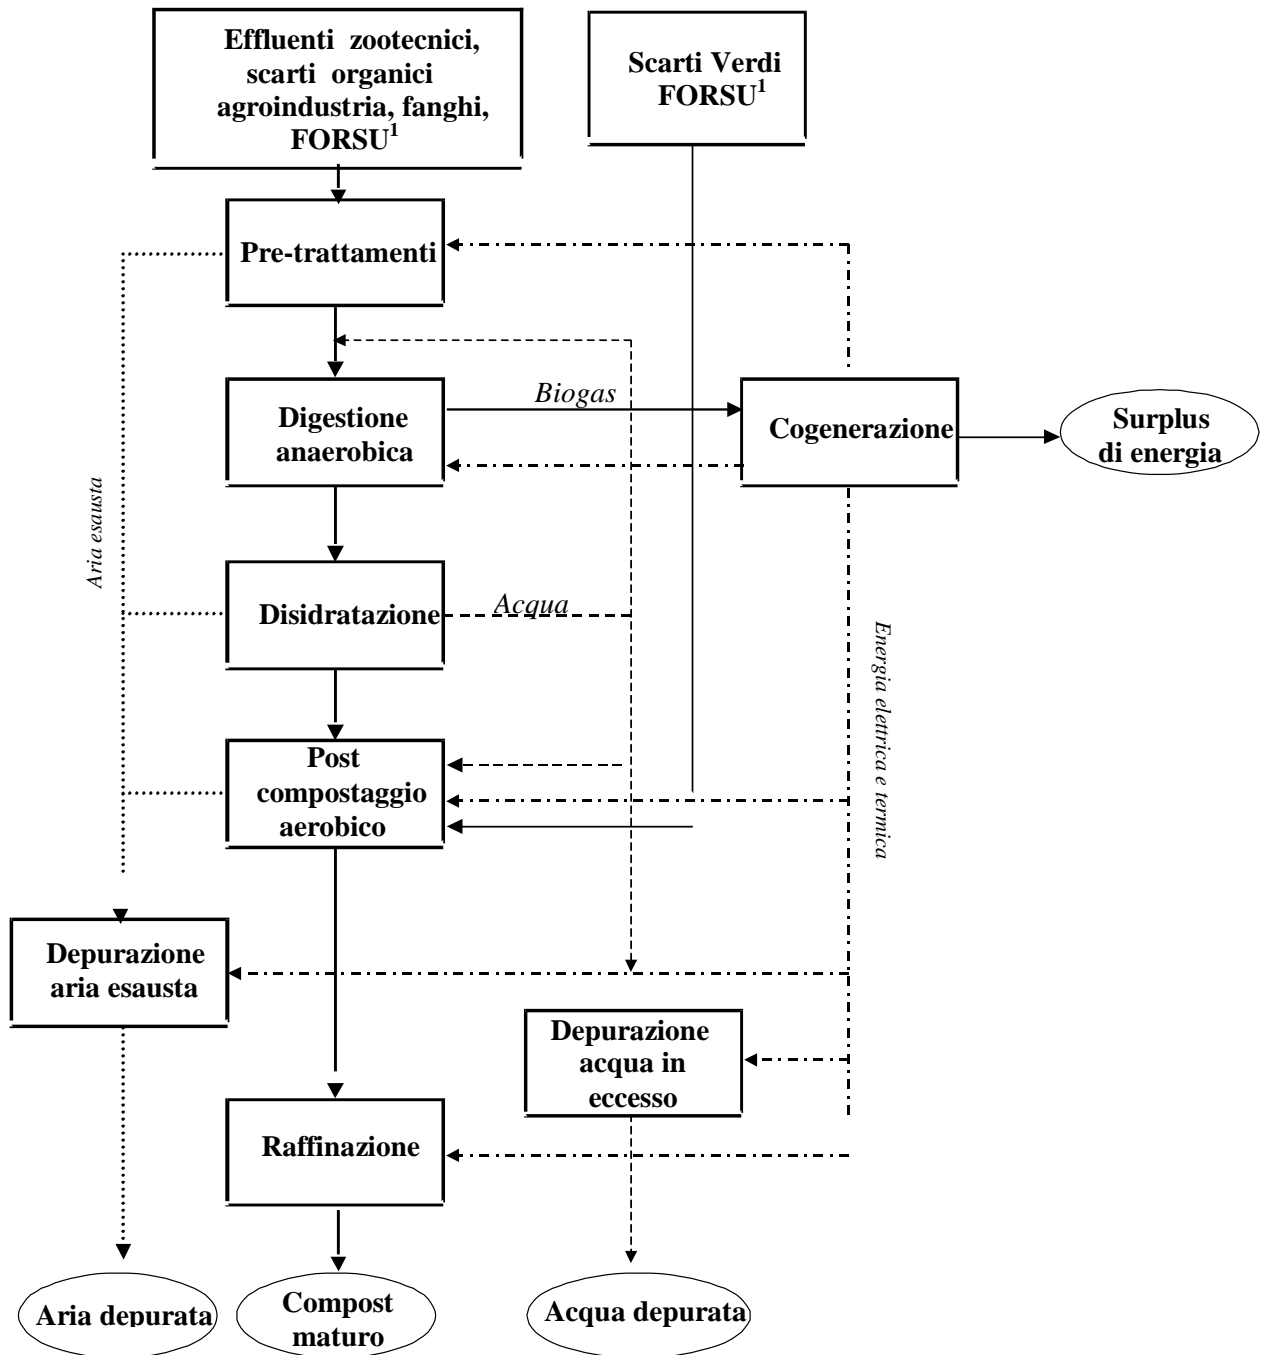 Effluenti zootecnici,
scarti organici
agroindustria, fanghi,
FORSU1
Scarti Verdi
FORSU1
Pre-trattamenti
Biogas
Digestione
anaerobica
Cogenerazione
Surplus
di energia
Aria esausta
Disidratazione
Acqua
Energia elettrica e termica
Post
compostaggio
aerobico
Depurazione
aria esausta
Depurazione
acqua in
eccesso
Raffinazione
Aria depurata
Compost
maturo
Acqua depurata